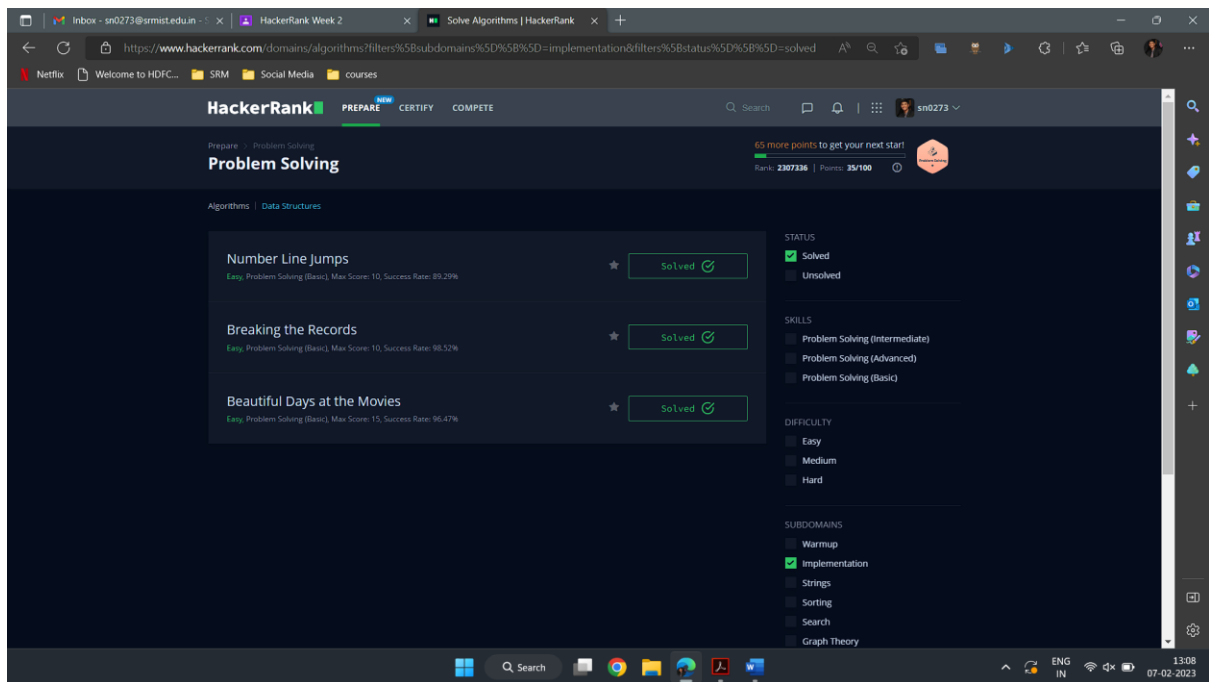 Inbox - sn0273@srmist.edu.in - S
HackerRank Week 2
Solve Algorithms | HackerRank
https://www.hackerrank.com/domains/algorithms?filters%5Bsubdomains%5D%5B%5D=implementation&filters%5Bstatus%5D%5B%5D=solved
Netflix Welcome to HDFC... SRM Social Media courses
HackerRank PREPARE NEW CERTIFY COMPETE Search sn0273
Prepare > Problem Solving
Problem Solving
65 more points to get your next star!
Rank: 2307336 | Points: 35/100
Problem Solving
Algorithms | Data Structures
Number Line Jumps
Easy, Problem Solving (Basic), Max Score: 10, Success Rate: 89.29%
Solved
Breaking the Records
Easy, Problem Solving (Basic), Max Score: 10, Success Rate: 98.52%
Solved
Beautiful Days at the Movies
Easy, Problem Solving (Basic), Max Score: 15, Success Rate: 96.47%
Solved
STATUS
Solved
Unsolved
SKILLS
Problem Solving (Intermediate)
Problem Solving (Advanced)
Problem Solving (Basic)
DIFFICULTY
Easy
Medium
Hard
SUBDOMAINS
Warmup
Implementation
Strings
Sorting
Search
Graph Theory
Search
ENG
IN
13:08
07-02-2023